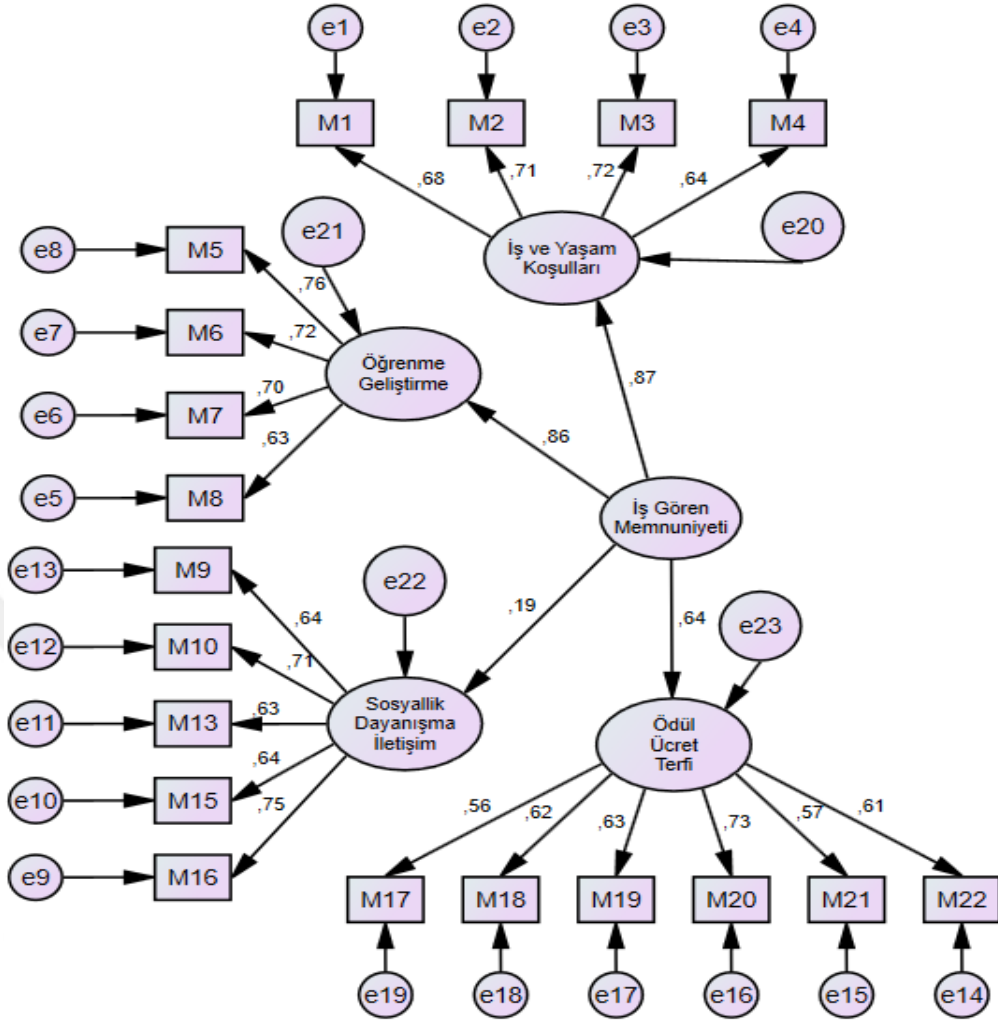 e1
e2
e3
e4
M1
M2
M3
M4
,68
,71
,72
,64
e21
e20
İş ve Yaşam
Koşulları
e8
M5
,76
e7
M6
,72
Öğrenme
Geliştirme
e6
M7
,70
,87
e5
M8
,63
,86
İş Gören
Memnuniyeti
e13
M9
,64
e22
,19
,64
e23
e12
M10
,71
e11
M13
,63
Sosyallik
Dayanışma
İletişim
Ödül
Ücret
Terfi
e10
M15
,64
e9
M16
,75
,56
,62
,63
,73
,57
,61
M17
M18
M19
M20
M21
M22
e19
e18
e17
e16
e15
e14